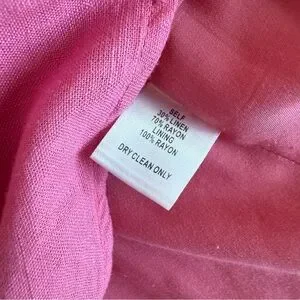 SELF
30% LINEN
70% RAYON
LINING
100% RAYON
DRY CLEAN ONLY